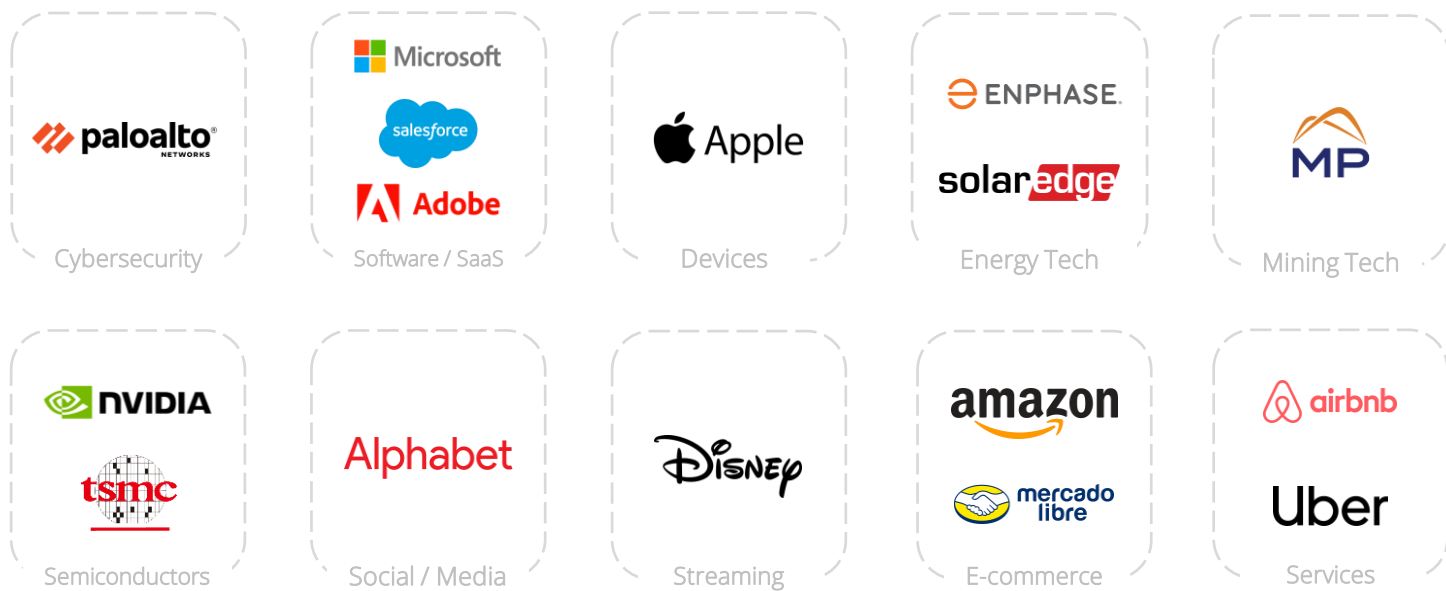 paloalto®
NETWORKS
Cybersecurity
Microsoft
salesforce
Adobe
Software / SaaS
Apple
Devices
ENPHASE.
solaredge
Energy Tech
MP
Mining Tech
NVIDIA
tsmc
Semiconductors
Alphabet
Social / Media
Disney
Streaming
amazon
mercado
libre
E-commerce
airbnb
Uber
Services